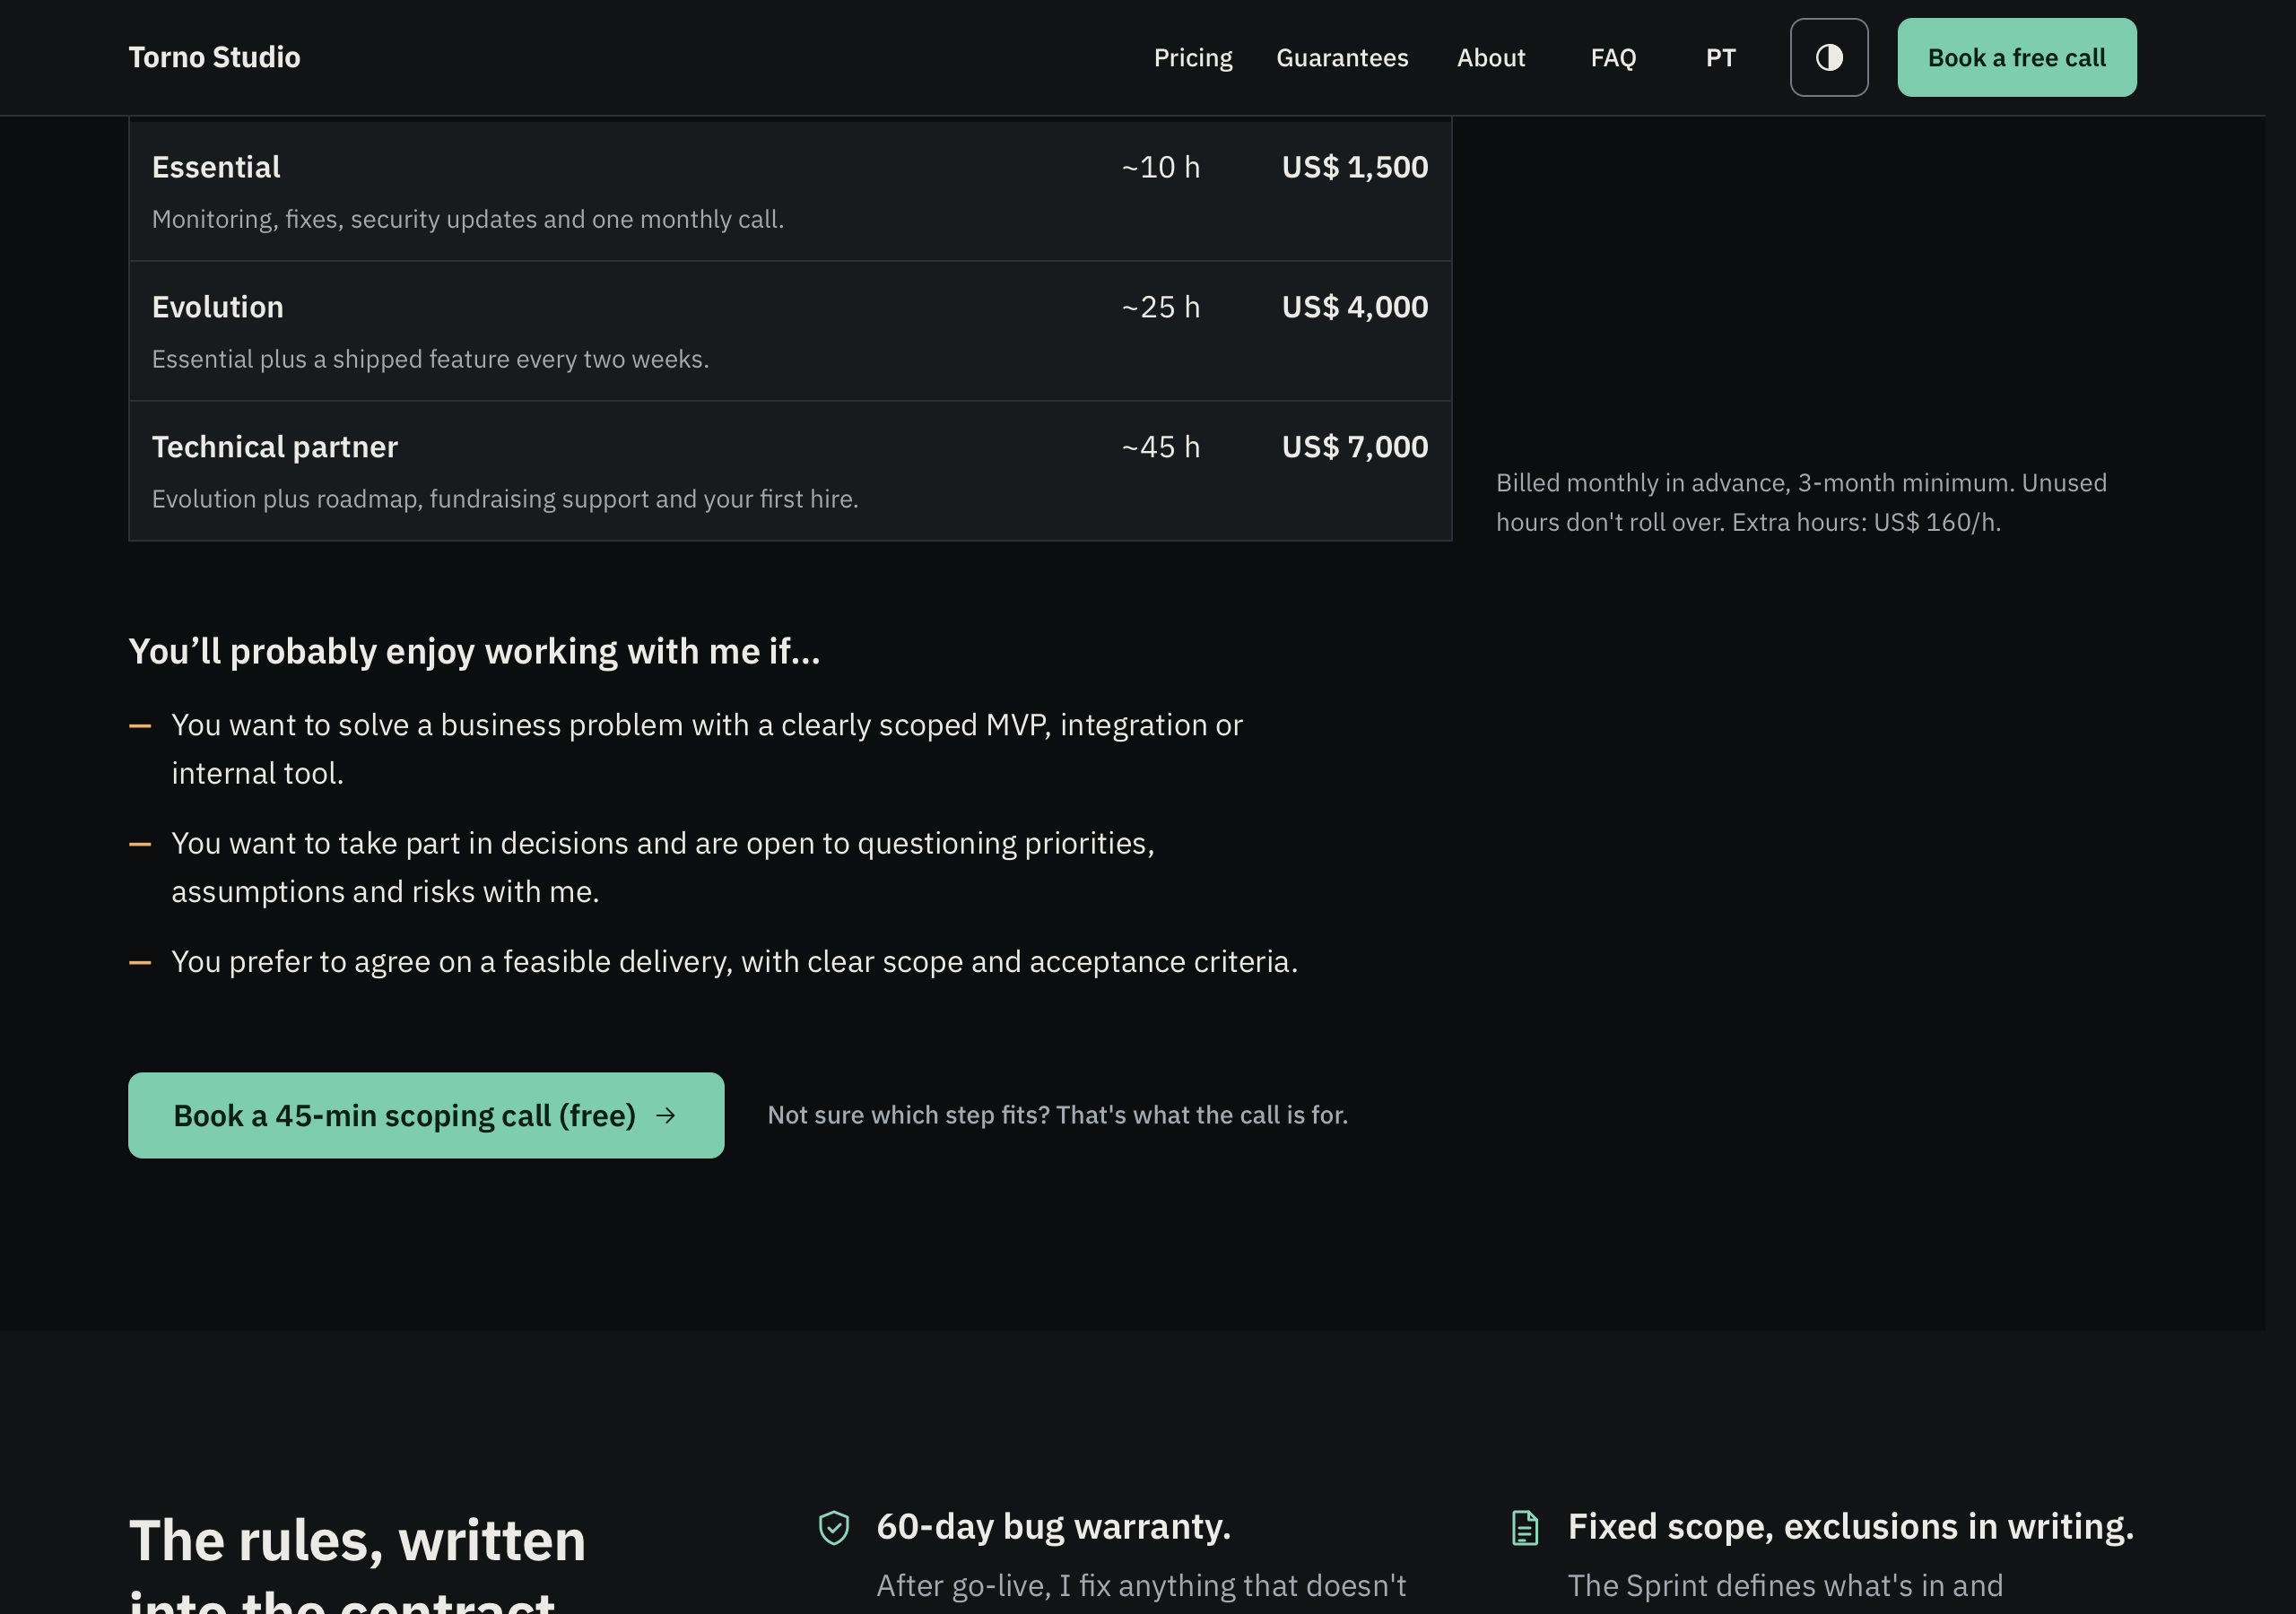 Torno Studio
Pricing Guarantees About FAQ PT Book a free call
Essential ~10 h US$ 1,500
Monitoring, fixes, security updates and one monthly call.
Evolution ~25 h US$ 4,000
Essential plus a shipped feature every two weeks.
Technical partner ~45 h US$ 7,000
Evolution plus roadmap, fundraising support and your first hire.
Billed monthly in advance, 3-month minimum. Unused
hours don't roll over. Extra hours: US$ 160/h.
You’ll probably enjoy working with me if…
— You want to solve a business problem with a clearly scoped MVP, integration or
internal tool.
— You want to take part in decisions and are open to questioning priorities,
assumptions and risks with me.
— You prefer to agree on a feasible delivery, with clear scope and acceptance criteria.
Book a 45-min scoping call (free) →
Not sure which step fits? That's what the call is for.
The rules, written
into the contract
60-day bug warranty.
After go-live, I fix anything that doesn't
Fixed scope, exclusions in writing.
The Sprint defines what's in and